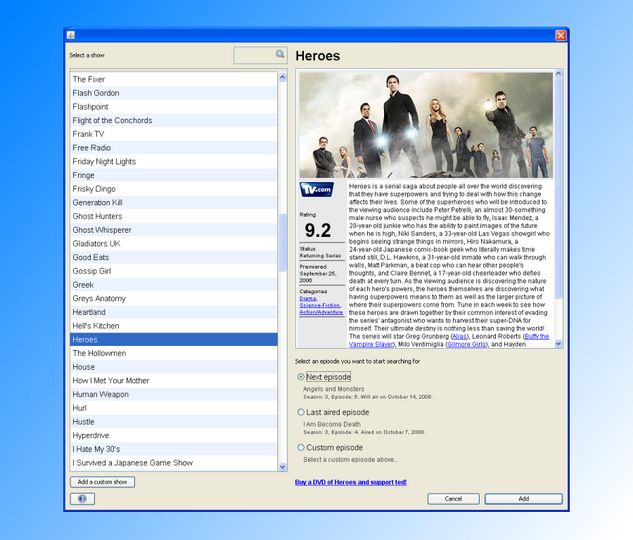 Select a show
The Fixer
Flash Gordon
Flashpoint
Flight of the Conchords
Frank TV
Free Radio
Friday Night Lights
Fringe
Frisky Dingo
Generation Kill
Ghost Hunters
Ghost Whisperer
Gladiators UK
Good Eats
Gossip Girl
Greek
Greys Anatomy
Heartland
Hell's Kitchen
Heroes
The Hollowmen
House
How I Met Your Mother
Human Weapon
Hurl
Hustle
Hyperdrive
I Hate My 30's
I Survived a Japanese Game Show
Add a custom show
Heroes
TV.com
Rating
9.2
Status
Returning Series
Premiered
September 25,
2006
Categories
Drama,
Science-Fiction,
Action/Adventure
Heroes is a serial saga about people all over the world discovering
that they have superpowers and trying to deal with how this change
affects their lives. Some of the superheroes who will be introduced to
the viewing audience include Peter Petrelli, an almost 30-something
male nurse who suspects he might be able to fly, Isaac Mendez, a
28-year-old junkie who has the ability to paint images of the future
when he is high, Niki Sanders, a 33-year-old Las Vegas showgirl who
begins seeing strange things in mirrors, Hiro Nakamura, a
24-year-old Japanese comic-book geek who literally makes time
stand still, D.L. Hawkins, a 31-year-old inmate who can walk through
walls, Matt Parkman, a beat cop who can hear other people's
thoughts, and Claire Bennet, a 17-year-old cheerleader who defies
death at every turn. As the viewing audience is discovering the nature
of each hero's powers, the heroes themselves are discovering what
having superpowers means to them as well as the larger picture of
where their superpowers come from. Tune in each week to see how
these heroes are drawn together by their common interest of evading
the series' antagonist who wants to harvest their super-DNA for
himself. Their ultimate destiny is nothing less than saving the world!
The series will star Greg Grunberg (Alias), Leonard Roberts (Buffy the
Vampire Slayer), Milo Ventimiglia (Gilmore Girls), and Hayden
Select an episode you want to start searching for
Next episode
Angels and Monsters
Season: 3, Episode: 5. Will air on October 14, 2008.
Last aired episode
I Am Become Death
Season: 3, Episode: 4. Aired on October 7, 2008.
Custom episode
Select a custom episode above...
Buy a DVD of Heroes and support ted!
Cancel
Add